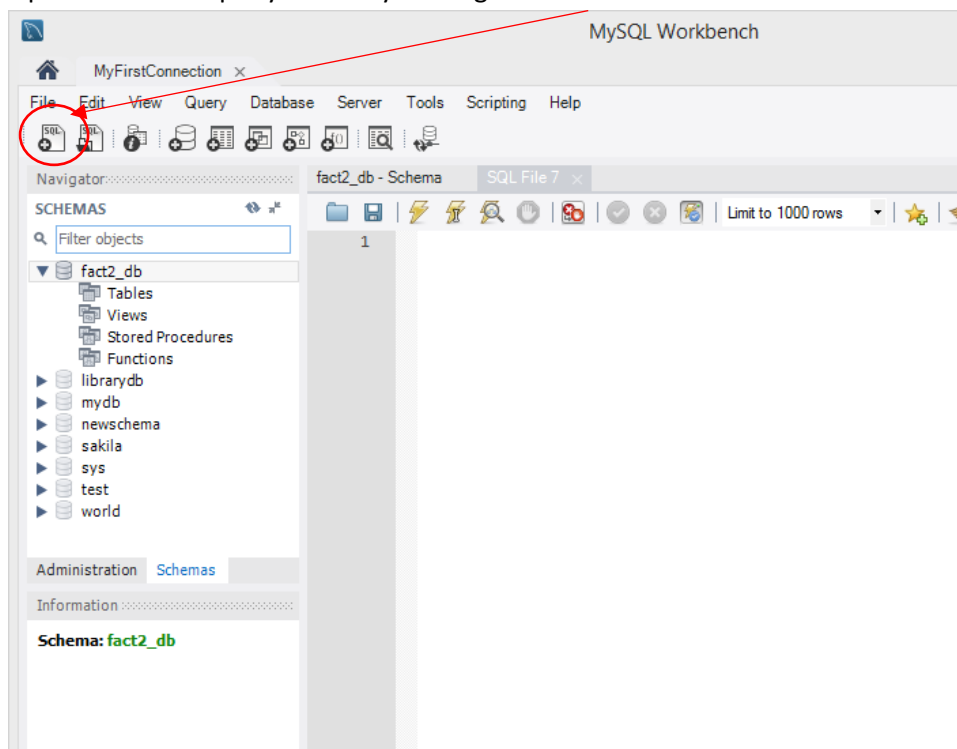 MySQL Workbench
MyFirstConnection
File Edit View Query Database Server Tools Scripting Help
SQL SQL
Navigator
fact2_db - Schema SQL File 7
SCHEMAS
Limit to 1000 rows
Filter objects
1
fact2_db
Tables
Views
Stored Procedures
Functions
librarydb
mydb
newschema
sakila
sys
test
world
Administration Schemas
Information
Schema: fact2_db